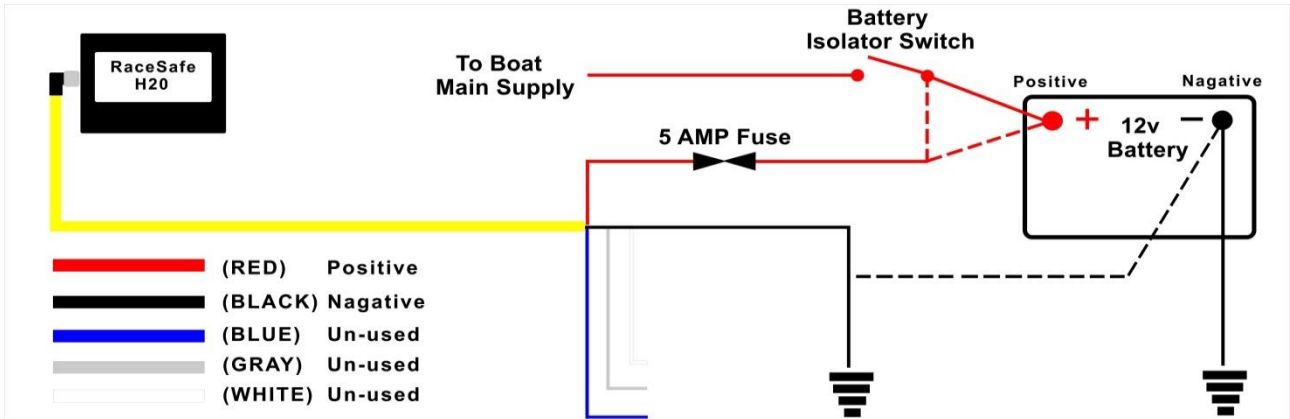 RaceSafe
H20
Battery
Isolator Switch
To Boat
Main Supply
Positive
Nagative
+
12v
Battery
−
5 AMP Fuse
(RED) Positive
(BLACK) Nagative
(BLUE) Un-used
(GRAY) Un-used
(WHITE) Un-used